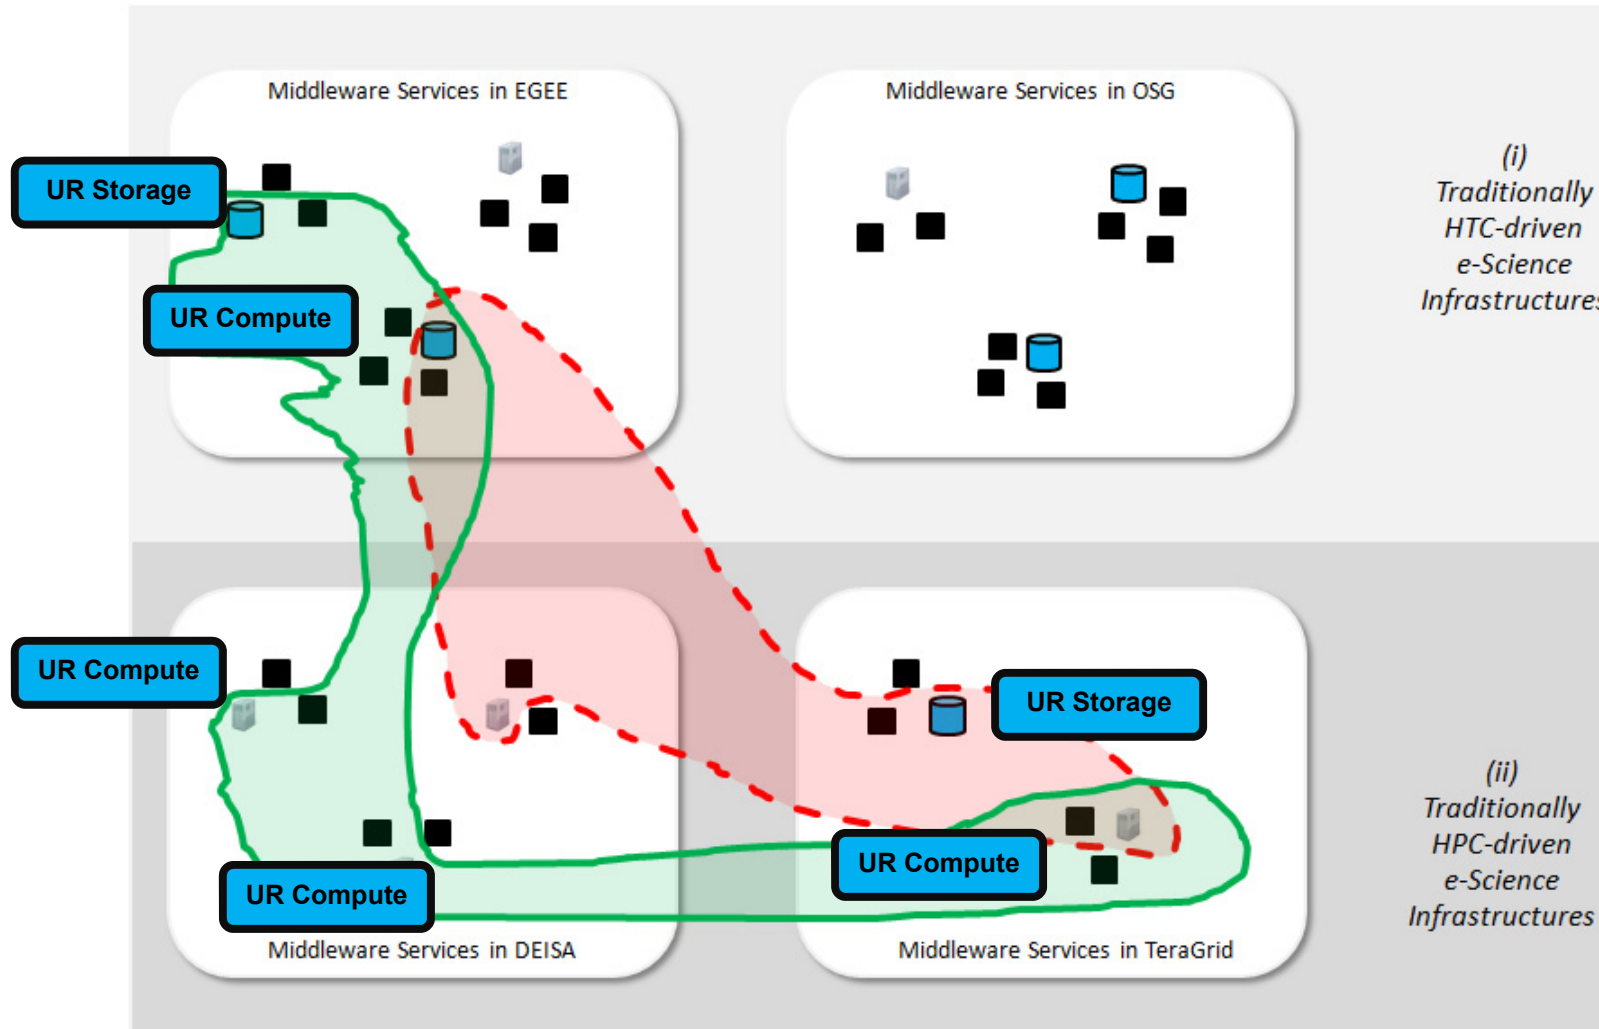 Middleware Services in EGEE
Middleware Services in OSG
UR Storage
UR Compute
(i)
Traditionally
HTC-driven
e-Science
Infrastructures
UR Compute
UR Storage
UR Compute
UR Compute
(ii)
Traditionally
HPC-driven
e-Science
Infrastructures
Middleware Services in DEISA
Middleware Services in TeraGrid